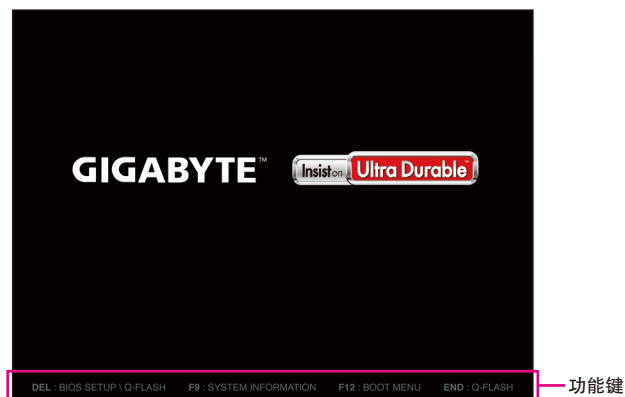 GIGABYTE™ Insist on Ultra Durable™
DEL : BIOS SETUP \ Q-FLASH F9 : SYSTEM INFORMATION F12 : BOOT MENU END : Q-FLASH 功能键